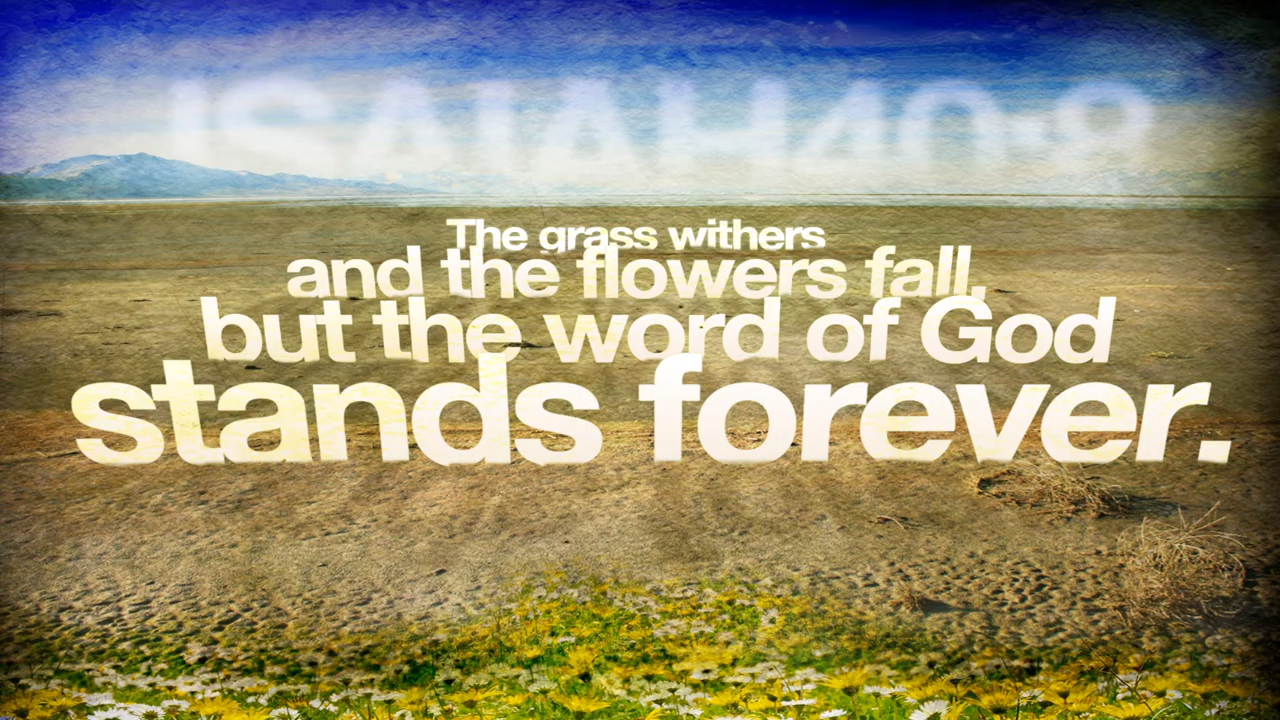 ISAIAH 40:8
The grass withers
and the flowers fall,
but the word of God
stands forever.